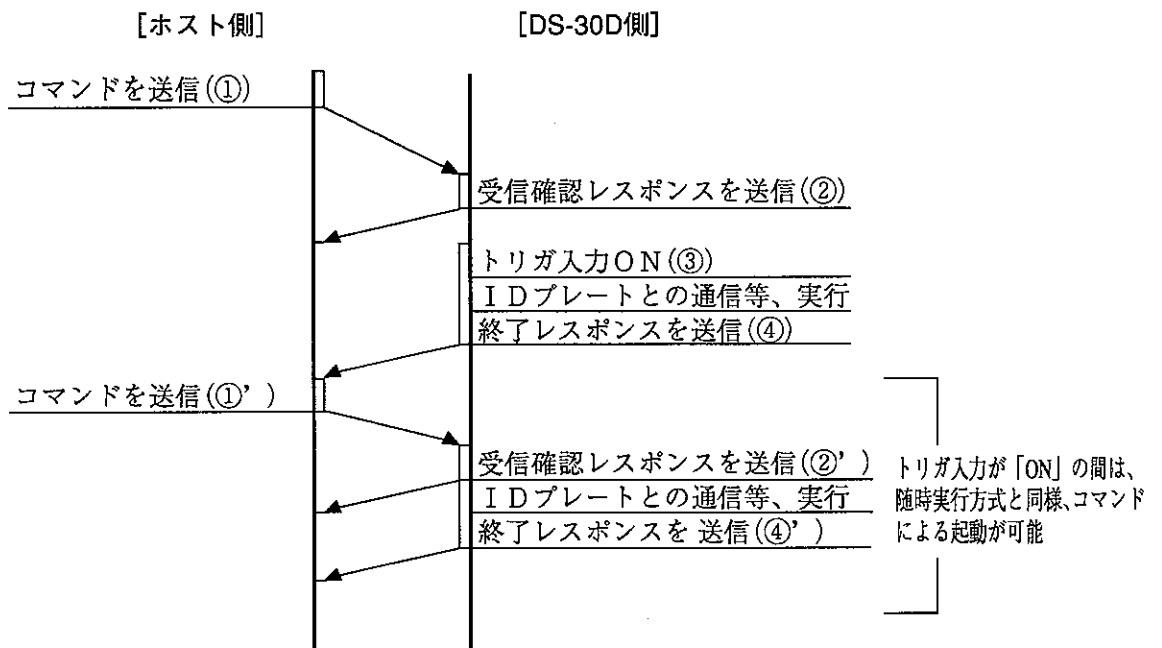 [ホスト側]
[DS-30D側]
コマンドを送信(①)
受信確認レスポンスを送信(②)
トリガ入力ON(③)
IDプレートとの通信等、実行
終了レスポンスを送信(④)
コマンドを送信(①’)
受信確認レスポンスを送信(②’)
IDプレートとの通信等、実行
終了レスポンスを 送信(④’)
トリガ入力が「ON」の間は、
随時実行方式と同様、コマンド
による起動が可能